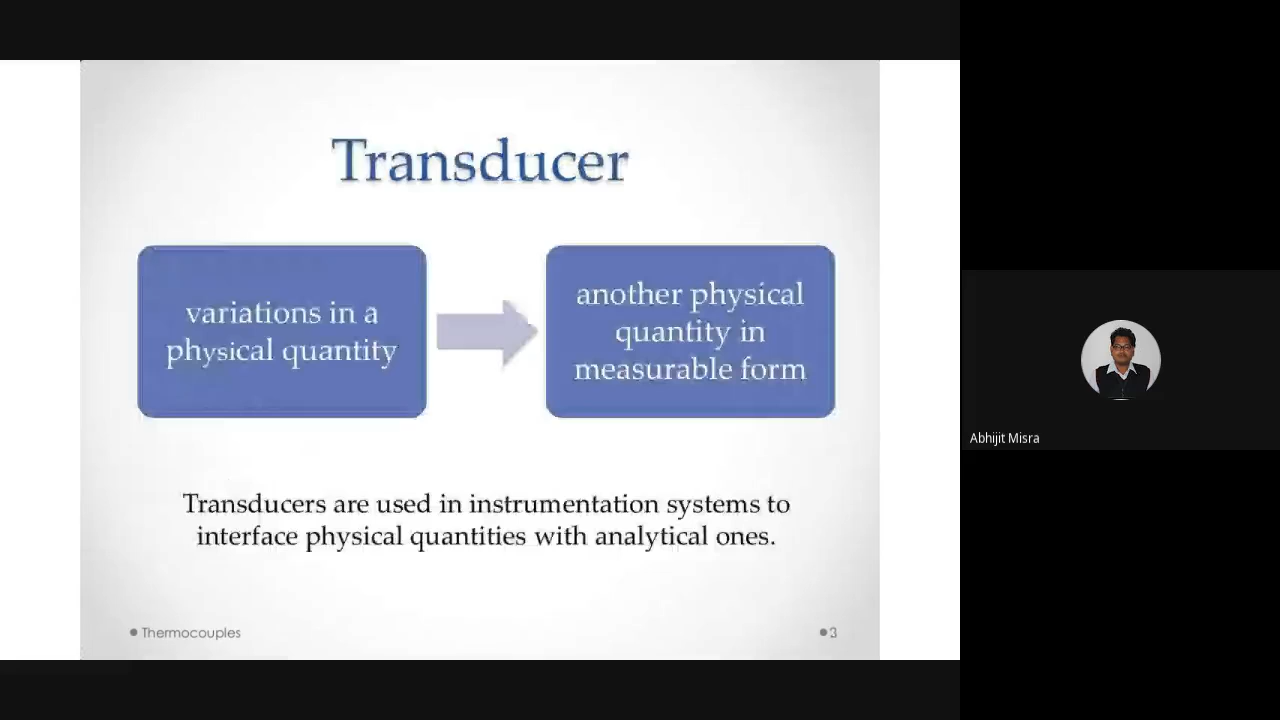 Transducer
variations in a
physical quantity
another physical
quantity in
measurable form
Transducers are used in instrumentation systems to
interface physical quantities with analytical ones.
Thermocouples
3
Abhijit Misra